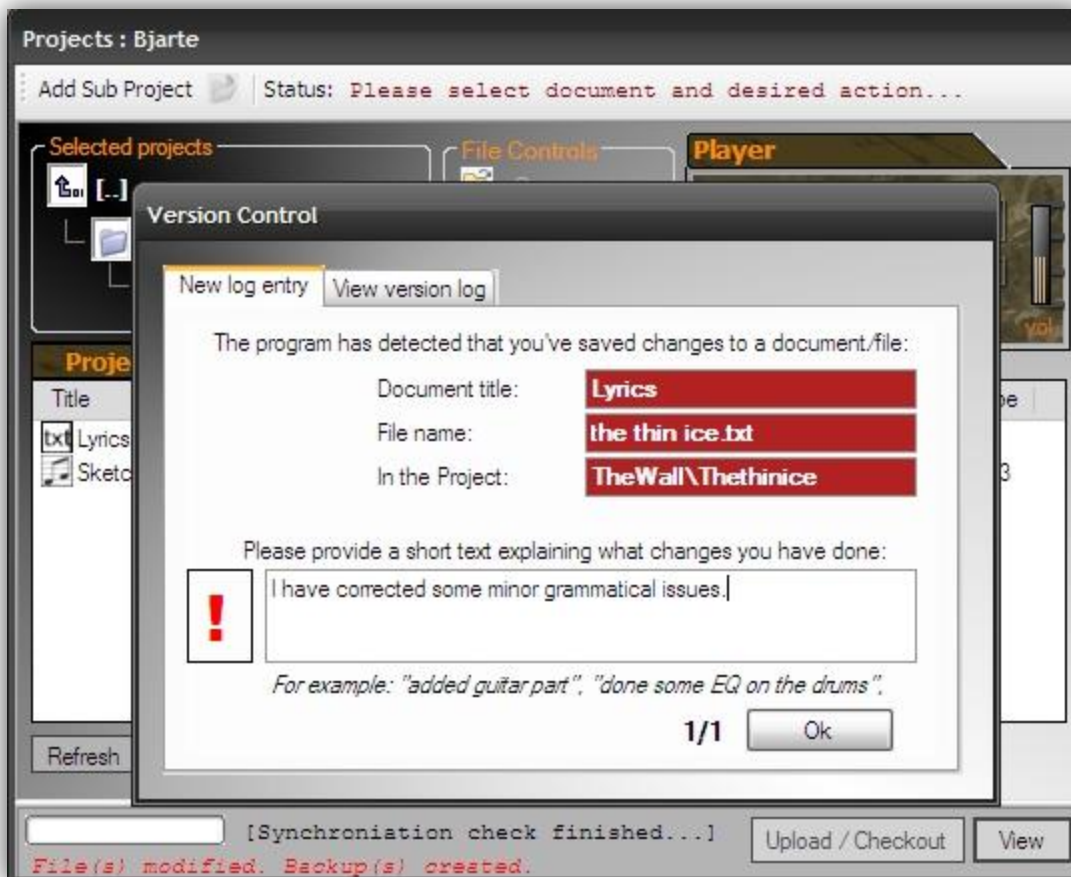 Projects : Bjarte
Add Sub Project Status: Please select document and desired action...
Selected projects File Controls Player
[..]
Version Control
vol
New log entry View version log
The program has detected that you've saved changes to a document/file:
Document title: Lyrics
File name: the thin ice.txt
In the Project: TheWall\Thethinice
Proje
Title pe
txt Lyrics
Sketc 3
Please provide a short text explaining what changes you have done:
! I have corrected some minor grammatical issues.
For example: "added guitar part", "done some EQ on the drums",
1/1 Ok
Refresh
[Synchroniation check finished...] Upload / Checkout View
File(s) modified. Backup(s) created.